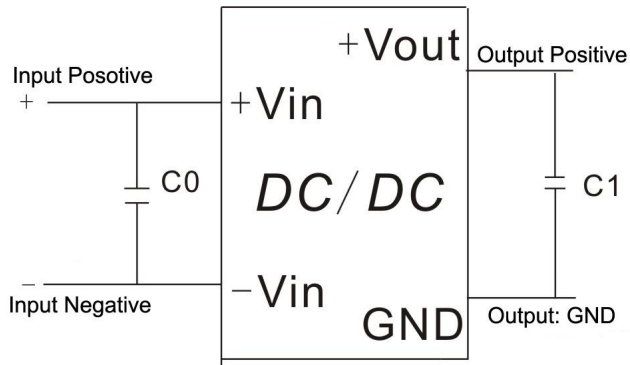 +Vout
Output Positive
Input Posotive
+
+Vin
C0
DC/DC
C1
−
−Vin
Input Negative
GND
Output: GND